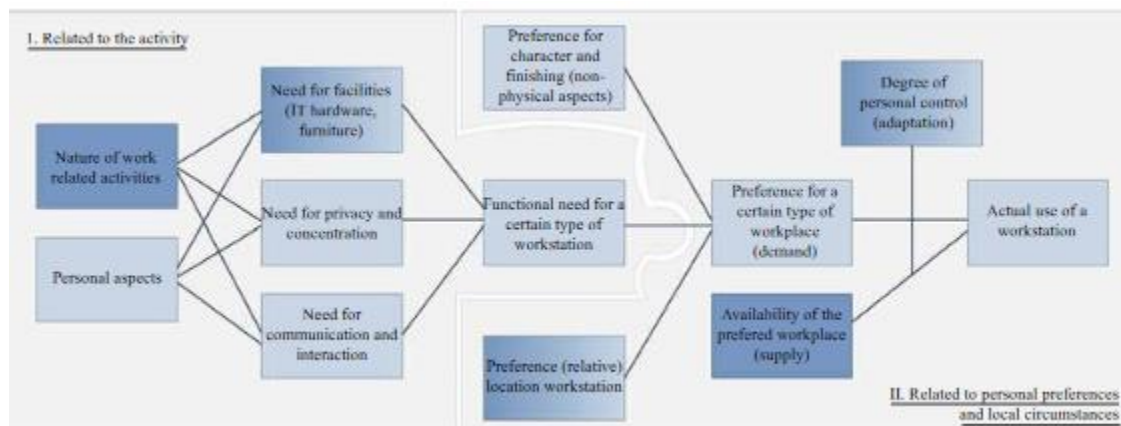 I. Related to the activity
Nature of work
related activities
Personal aspects
Need for facilities
(IT hardware,
furniture)
Need for privacy and
concentration
Need for
communication and
interaction
Preference for
character and
finishing (non-
physical aspects)
Functional need for a
certain type of
workstation
Preference (relative)
location workstation
Preference for a
certain type of
workplace
(demand)
Availability of the
prefered workplace
(supply)
Degree of
personal control
(adaptation)
Actual use of a
workstation
II. Related to personal preferences
and local circumstances